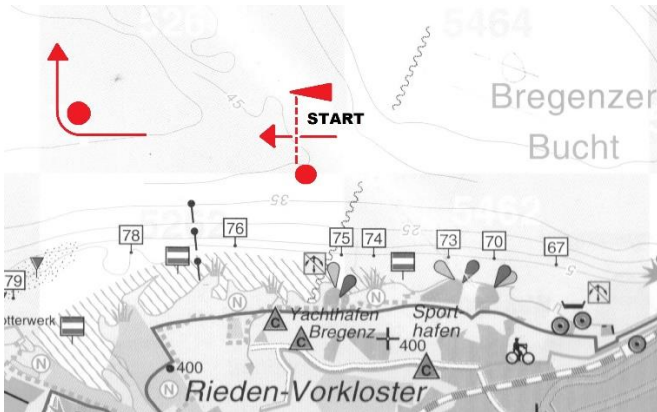 5464
45
START
Bregenzer
Bucht
35
25
5
78
76
75
74
73
70
67
79
otterwerk
N
N
N
N
C
C
C
Yachthafen
Bregenz
Sport-
hafen
400
400
Rieden-Vorkloster